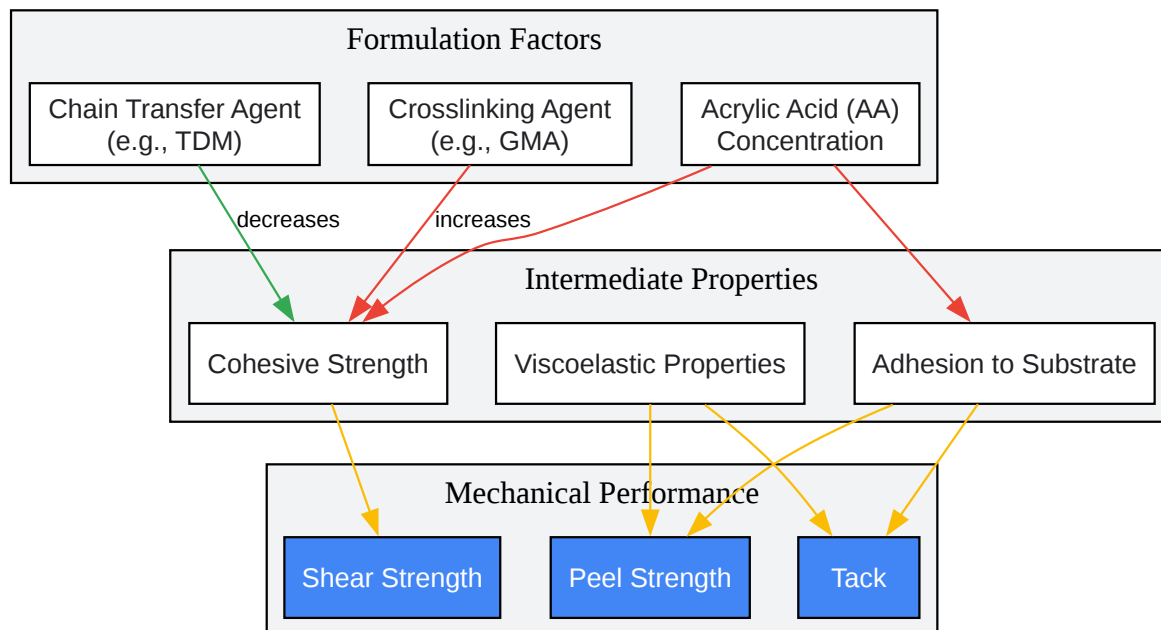 Formulation Factors
Chain Transfer Agent
(e.g., TDM)
Crosslinking Agent
(e.g., GMA)
Acrylic Acid (AA)
Concentration
decreases
increases
Intermediate Properties
Cohesive Strength
Viscoelastic Properties
Adhesion to Substrate
Mechanical Performance
Shear Strength
Peel Strength
Tack